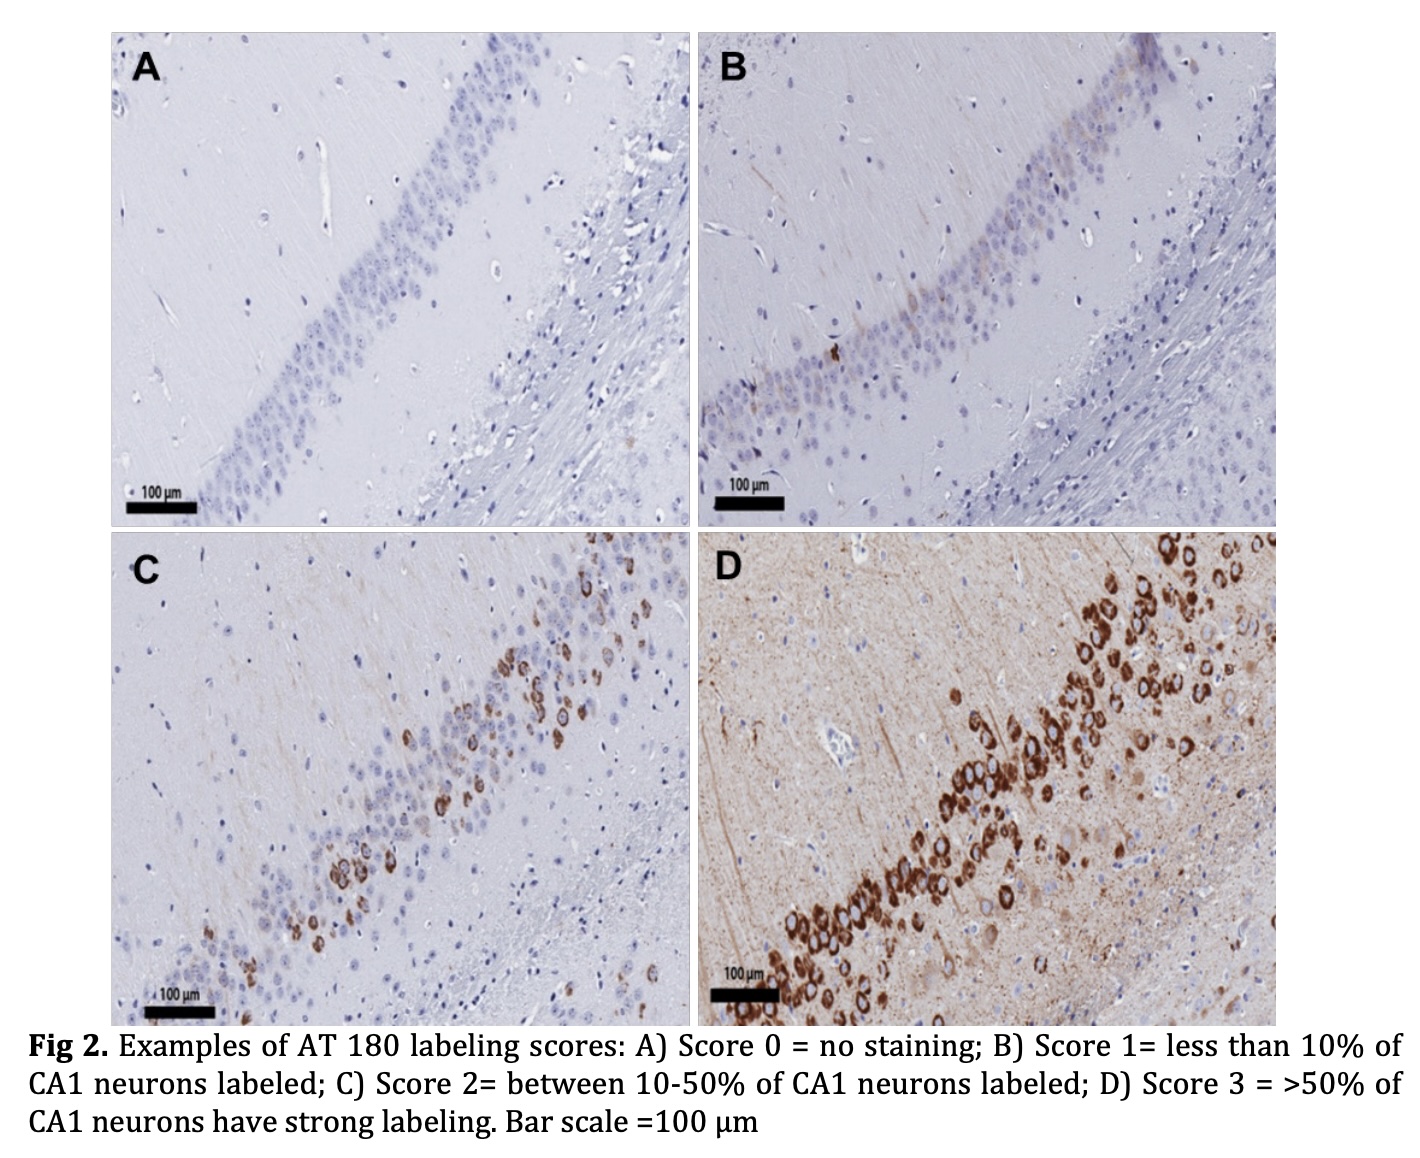 A
B
100 µm
100 µm
C
D
100 µm
100 µm
Fig 2. Examples of AT 180 labeling scores: A) Score 0 = no staining; B) Score 1= less than 10% of
CA1 neurons labeled; C) Score 2= between 10-50% of CA1 neurons labeled; D) Score 3 = >50% of
CA1 neurons have strong labeling. Bar scale =100 µm